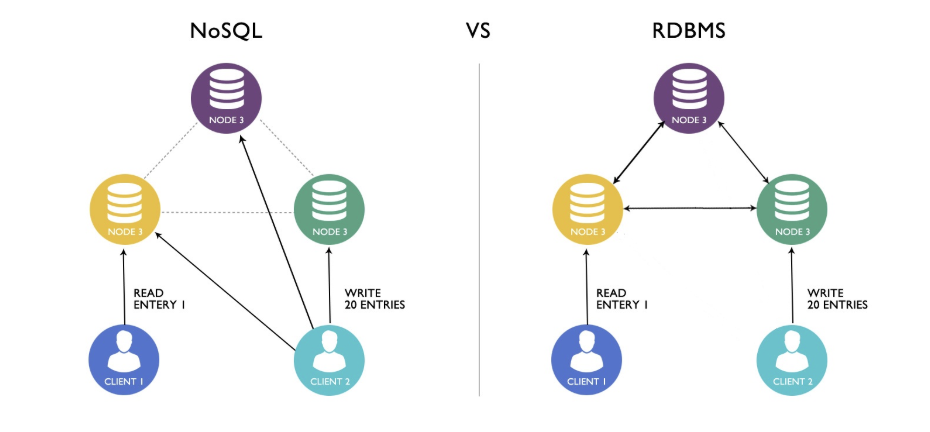 NoSQL
VS
RDBMS
NODE 3
NODE 3
NODE 3
NODE 3
NODE 3
NODE 3
READ
ENTERY 1
WRITE
20 ENTRIES
READ
ENTRY 1
WRITE
20 ENTRIES
CLIENT 1
CLIENT 2
CLIENT 1
CLIENT 2